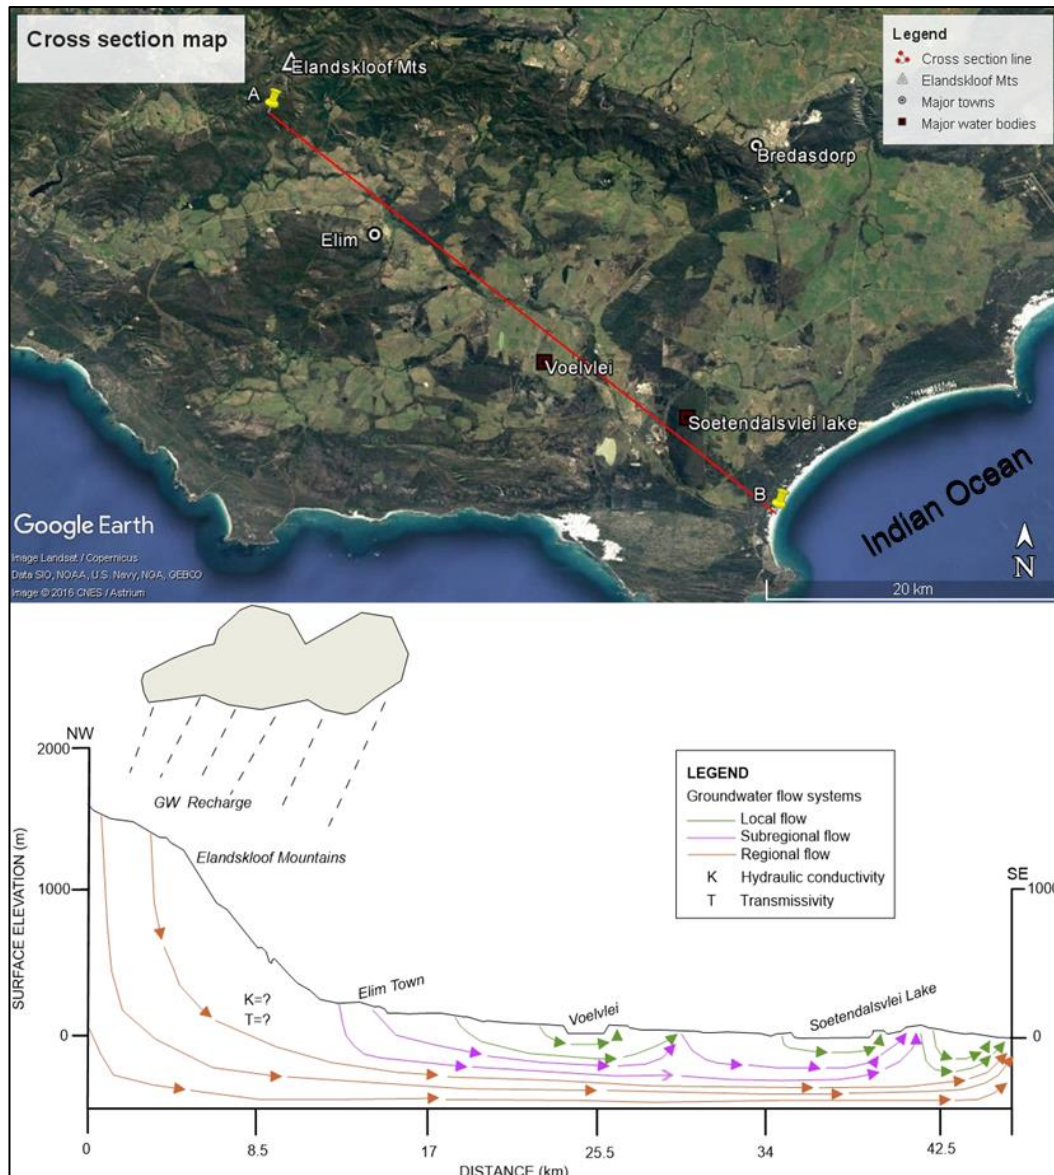 Cross section map
Legend
Cross section line
Elandskloof Mts
Major towns
Major water bodies
Elandskloof Mts
A
Bredasdorp
Elim
Voelvlei
Soetendalsvlei lake
B
Indian Ocean
Google Earth
Image Landsat / Copernicus
Data SIO, NOAA, U.S. Navy, NGA, GEBCO
Image © 2016 CNES / Astrium
N
20 km
NW
2000
GW Recharge
Elandskloof Mountains
LEGEND
Groundwater flow systems
Local flow
Subregional flow
Regional flow
K Hydraulic conductivity
T Transmissivity
SE
1000
1000
SURFACE ELEVATION (m)
Elim Town
Voelvlei
Soetendalsvlei Lake
K=?
T=?
0
0
0
8.5
17
25.5
34
42.5
DISTANCE (km)